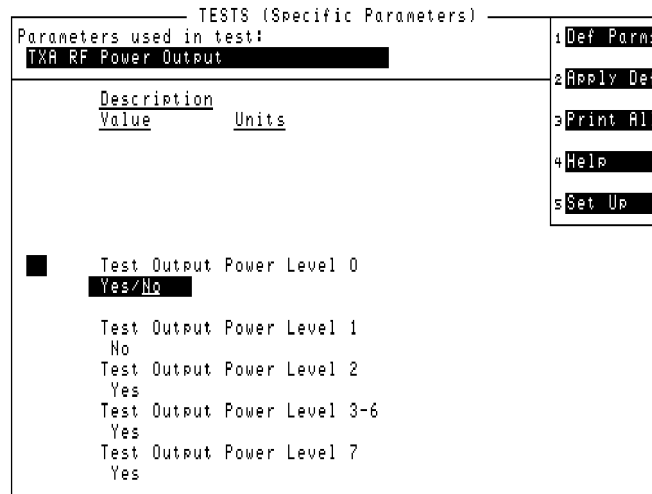 TESTS (Specific Parameters)
Parameters used in test:
TXA RF Power Output
Description
Value Units
1 Def Parms
2 Apply De
3 Print Al
4 Help
5 Set Up
Test Output Power Level 0
Yes/No
Test Output Power Level 1
No
Test Output Power Level 2
Yes
Test Output Power Level 3-6
Yes
Test Output Power Level 7
Yes